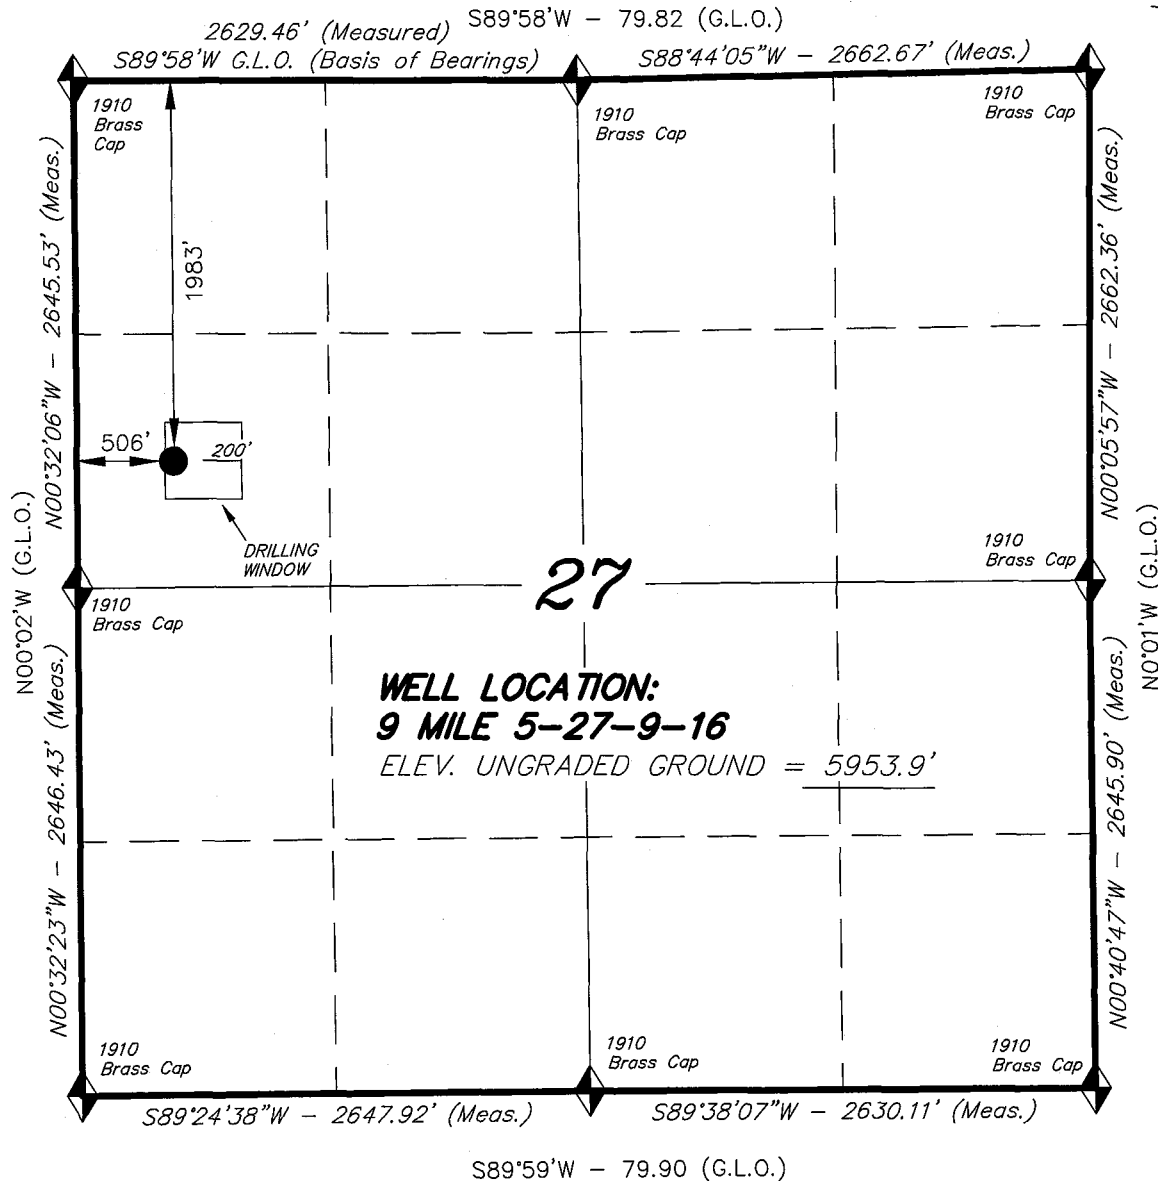 S89°58'W – 79.82 (G.L.O.)
2629.46' (Measured)
S89°58'W G.L.O. (Basis of Bearings)
S88°44'05"W – 2662.67' (Meas.)
1910
Brass
Cap
1910
Brass Cap
1910
Brass Cap
N00°32'06"W – 2645.53' (Meas.)
1983'
N00°05'57"W – 2662.36' (Meas.)
506'
200'
DRILLING
WINDOW
N00°02'W (G.L.O.)
N0°01'W (G.L.O.)
1910
Brass Cap
27
1910
Brass Cap
WELL LOCATION:
9 MILE 5–27–9–16
ELEV. UNGRADED GROUND = 5953.9'
N00°32'23"W – 2646.43' (Meas.)
N00°40'47"W – 2645.90' (Meas.)
1910
Brass Cap
1910
Brass Cap
1910
Brass Cap
S89°24'38"W – 2647.92' (Meas.)
S89°38'07"W – 2630.11' (Meas.)
S89°59'W – 79.90 (G.L.O.)